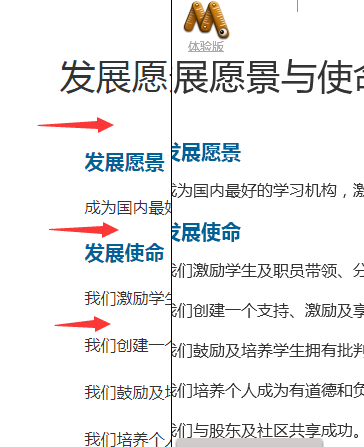 体验版
发展愿
发展愿景
成为国内最好
发展使命
我们激励学生
我们创建一个
我们鼓励及培
我们培养个人
展愿景与使命
发展愿景
成为国内最好的学习机构，激
发展使命
我们激励学生及职员带领、分
我们创建一个支持、激励及享
我们鼓励及培养学生拥有批判
我们培养个人成为有道德和负
我们与股东及社区共享成功。